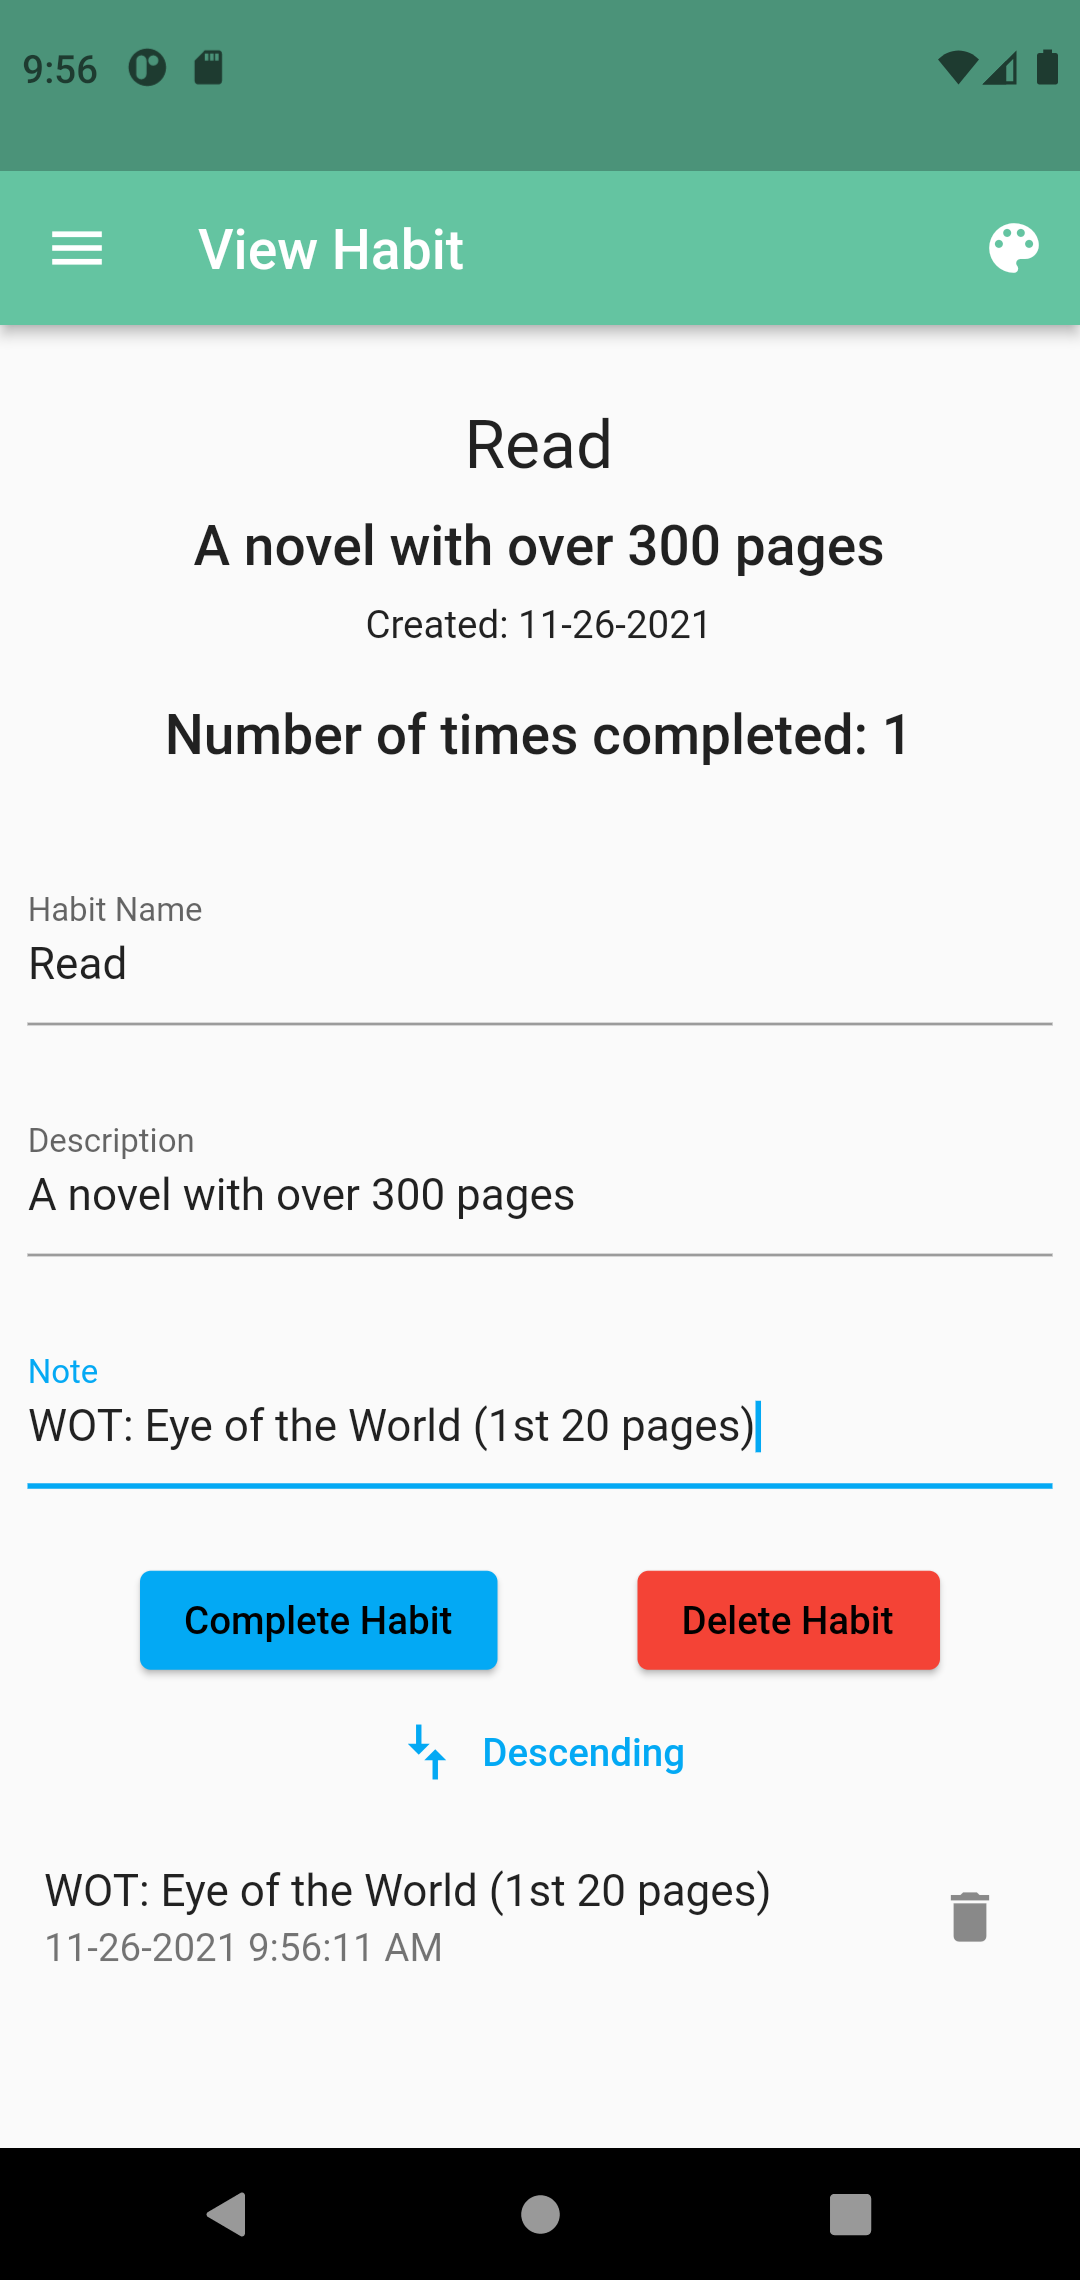 9:56
View Habit
Read
A novel with over 300 pages
Created: 11-26-2021
Number of times completed: 1
Habit Name
Read
Description
A novel with over 300 pages
Note
WOT: Eye of the World (1st 20 pages)
Complete Habit
Delete Habit
Descending
WOT: Eye of the World (1st 20 pages)
11-26-2021 9:56:11 AM